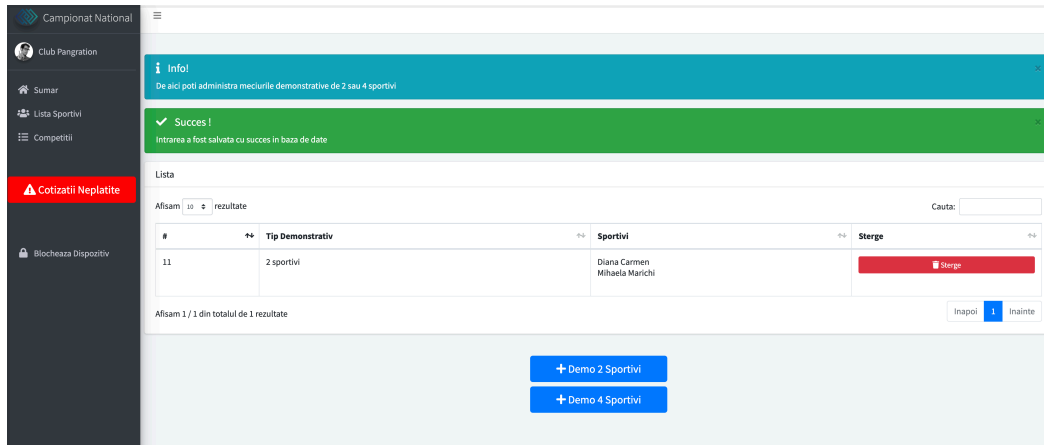 Campionat National
Club Pangration
Sumar
Lista Sportivi
Competitii
Cotizatii Neplatite
Blocheaza Dispozitiv
Info!
De aici poti administra meciurile demonstrative de 2 sau 4 sportivi
×
Succes !
Intrarea a fost salvata cu succes in baza de date
×
Lista
Afisam 10 rezultate
Cauta:
# Tip Demonstrativ Sportivi Sterge
11 2 sportivi Diana Carmen Sterge
Mihaela Marichi
Afisam 1 / 1 din totalul de 1 rezultate
Inapoi 1 Inainte
+ Demo 2 Sportivi
+ Demo 4 Sportivi